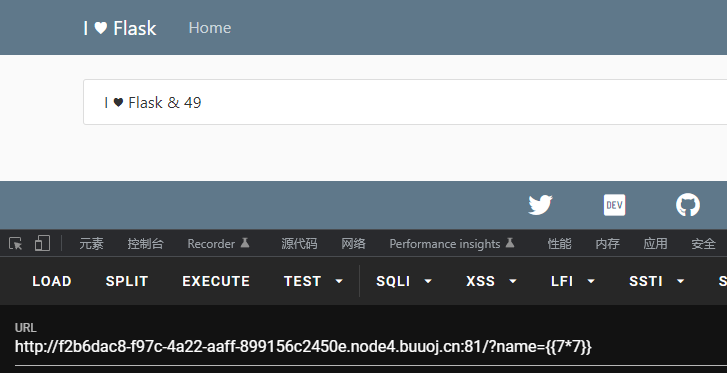 I ♥ Flask Home
I ♥ Flask & 49
DEV
元素 控制台 Recorder 源代码 网络 Performance insights 性能 内存 应用 安全
LOAD SPLIT EXECUTE TEST SQLI XSS LFI SSTI S
URL
http://f2b6dac8-f97c-4a22-aaff-899156c2450e.node4.buuoj.cn:81/?name={{7*7}}